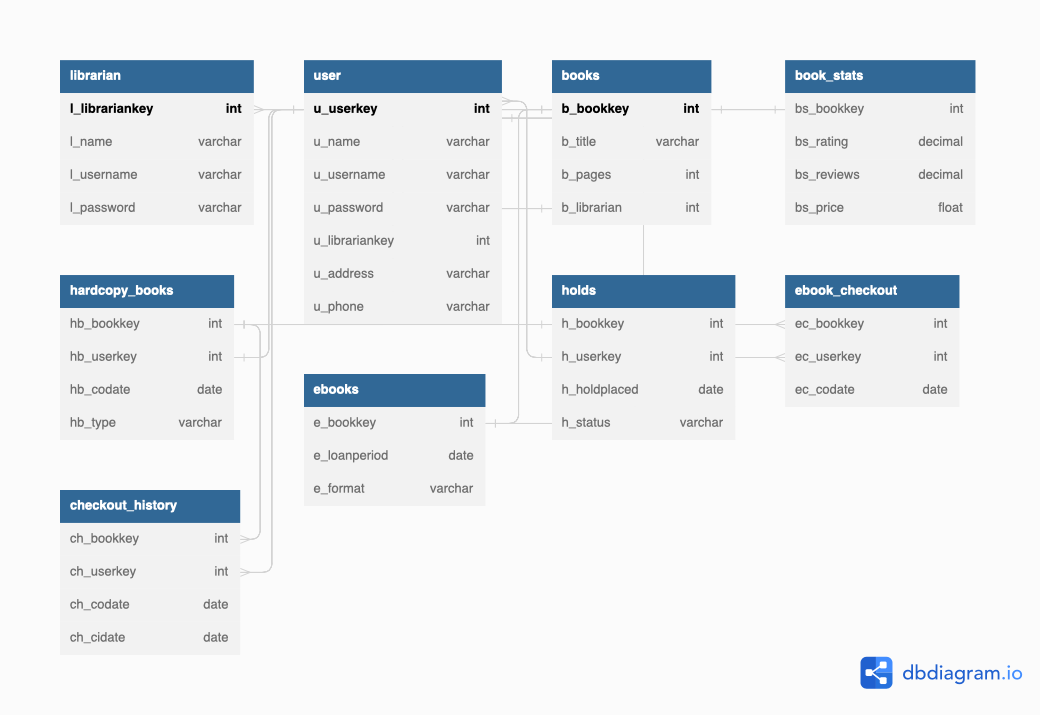 librarian
l_librariankey int
l_name varchar
l_username varchar
l_password varchar
user
u_userkey int
u_name varchar
u_username varchar
u_password varchar
u_librariankey int
u_address varchar
u_phone varchar
books
b_bookkey int
b_title varchar
b_pages int
b_librarian int
book_stats
bs_bookkey int
bs_rating decimal
bs_reviews decimal
bs_price float
hardcopy_books
hb_bookkey int
hb_userkey int
hb_codate date
hb_type varchar
ebooks
e_bookkey int
e_loanperiod date
e_format varchar
holds
h_bookkey int
h_userkey int
h_holdplaced date
h_status varchar
ebook_checkout
ec_bookkey int
ec_userkey int
ec_codate date
checkout_history
ch_bookkey int
ch_userkey int
ch_codate date
ch_cidate date
dbdiagram.io